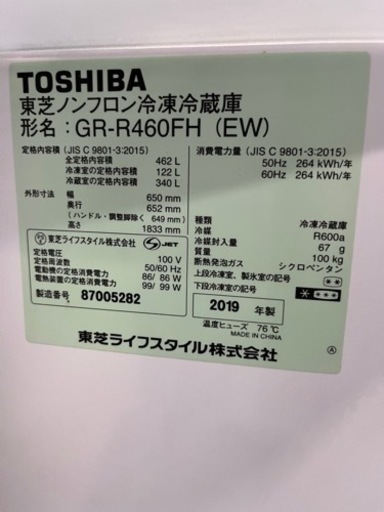 TOSHIBA
東芝ノンフロン冷凍冷蔵庫
形名：GR-R460FH（EW）
定格内容積（JIS C 9801-3:2015）
全定格内容積 462 L
冷凍室の定格内容積 122 L
冷蔵室の定格内容積 340 L
外形寸法 幅 650 mm
奥行 652 mm
（ハンドル・調整脚除く 649 mm）
高さ 1833 mm
東芝ライフスタイル株式会社 S JET
定格電圧 100 V
定格周波数 50/60 Hz
電動機の定格消費電力 86/ 86 W
電熱装置の定格消費電力 99/ 99 W
製造番号 87005282
消費電力量（JIS C 9801-3:2015）
50Hz 264 kWh/年
60Hz 264 kWh/年
種類 冷凍冷蔵庫
冷媒 R600a
冷媒封入量 67 g
質量 100 kg
断熱発泡ガス シクロペンタン
上段冷凍室、製氷室の記号
下段冷凍室の記号
2019 年製
温度ヒューズ 76℃
MADE IN CHINA
東芝ライフスタイル株式会社
Ⓐ